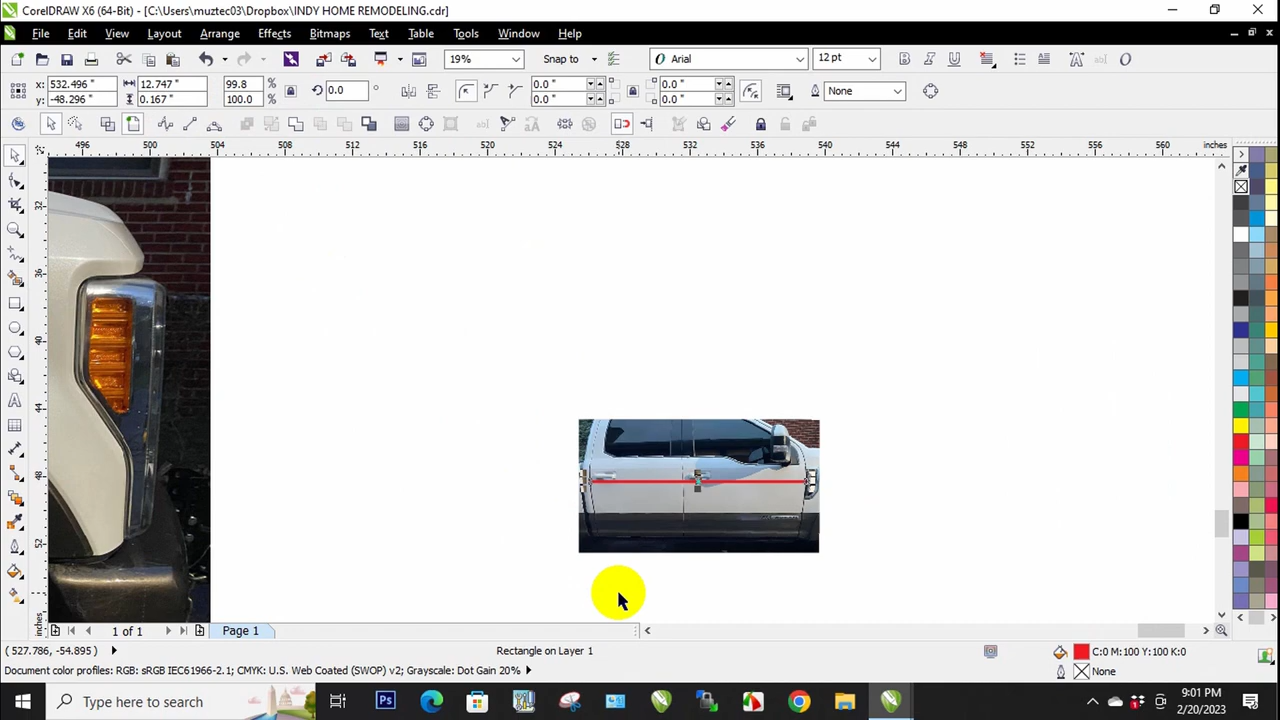 CorelDRAW X6 (64-Bit) - [C:\Users\muztec03\Dropbox\INDY HOME REMODELING.cdr]
File Edit View Layout Arrange Effects Bitmaps Text Table Tools Window Help
19% Snap to Arial 12 pt
x: 532.496 " 12.747 " 99.8 % 0.0 ° 0.0 " 0.0 " None
y: -48.296 " 0.167 " 100.0 % 0.0 " 0.0 "
496 500 504 508 512 516 520 524 528 532 536 540 544 548 552 556 560 inches
32
36
40
44
48
52
inches
1 of 1 Page 1
( 527.786, -54.895 ) Rectangle on Layer 1 C:0 M:100 Y:100 K:0
Document color profiles: RGB: sRGB IEC61966-2.1; CMYK: U.S. Web Coated (SWOP) v2; Grayscale: Dot Gain 20% None
Type here to search Ps 9:01 PM
2/20/2023